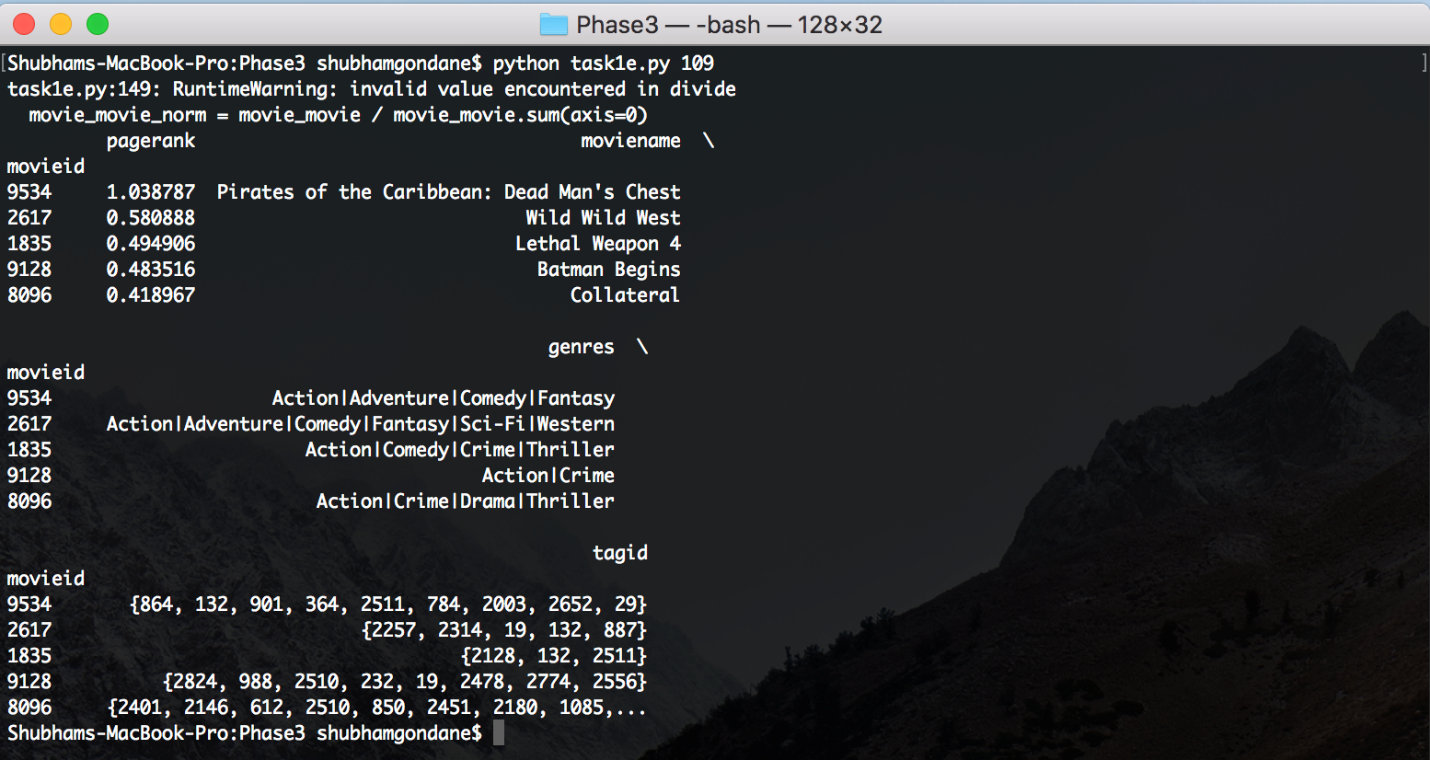 Phase3 — -bash — 128×32
[Shubhams-MacBook-Pro:Phase3 shubhamgondane$ python task1e.py 109 ]
task1e.py:149: RuntimeWarning: invalid value encountered in divide
  movie_movie_norm = movie_movie / movie_movie.sum(axis=0)
         pagerank                                   moviename  \
movieid
9534     1.038787  Pirates of the Caribbean: Dead Man's Chest
2617     0.580888                              Wild Wild West
1835     0.494906                             Lethal Weapon 4
9128     0.483516                               Batman Begins
8096     0.418967                                  Collateral

                                                 genres  \
movieid
9534                    Action|Adventure|Comedy|Fantasy
2617     Action|Adventure|Comedy|Fantasy|Sci-Fi|Western
1835                       Action|Comedy|Crime|Thriller
9128                                       Action|Crime
8096                        Action|Crime|Drama|Thriller

                                                     tagid
movieid
9534       {864, 132, 901, 364, 2511, 784, 2003, 2652, 29}
2617                            {2257, 2314, 19, 132, 887}
1835                                     {2128, 132, 2511}
9128          {2824, 988, 2510, 232, 19, 2478, 2774, 2556}
8096     {2401, 2146, 612, 2510, 850, 2451, 2180, 1085,...
Shubhams-MacBook-Pro:Phase3 shubhamgondane$